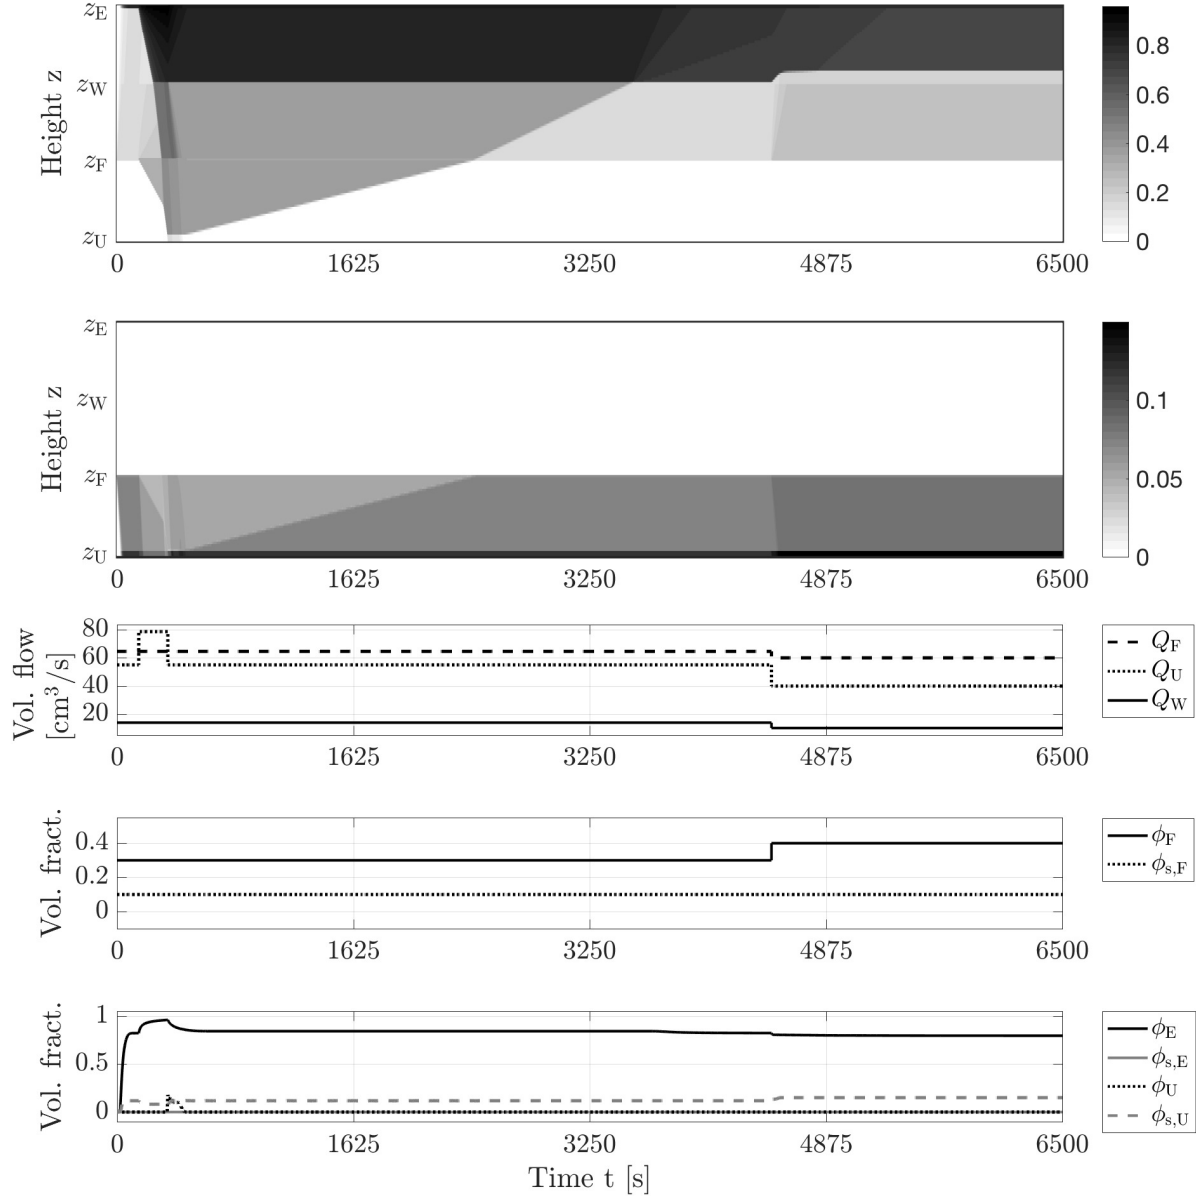 z_E
z_W
z_F
z_U
Height z
0 1625 3250 4875 6500
0.8
0.6
0.4
0.2
0
z_E
z_W
z_F
z_U
Height z
0 1625 3250 4875 6500
0.1
0.05
0
Vol. flow
[cm³/s]
80
60
40
20
0 1625 3250 4875 6500
Q_F
Q_U
Q_W
Vol. fract.
0.4
0.2
0
0 1625 3250 4875 6500
ϕ_F
ϕ_s,F
Vol. fract.
1
0.5
0
0 1625 3250 4875 6500
ϕ_E
ϕ_s,E
ϕ_U
ϕ_s,U
Time t [s]